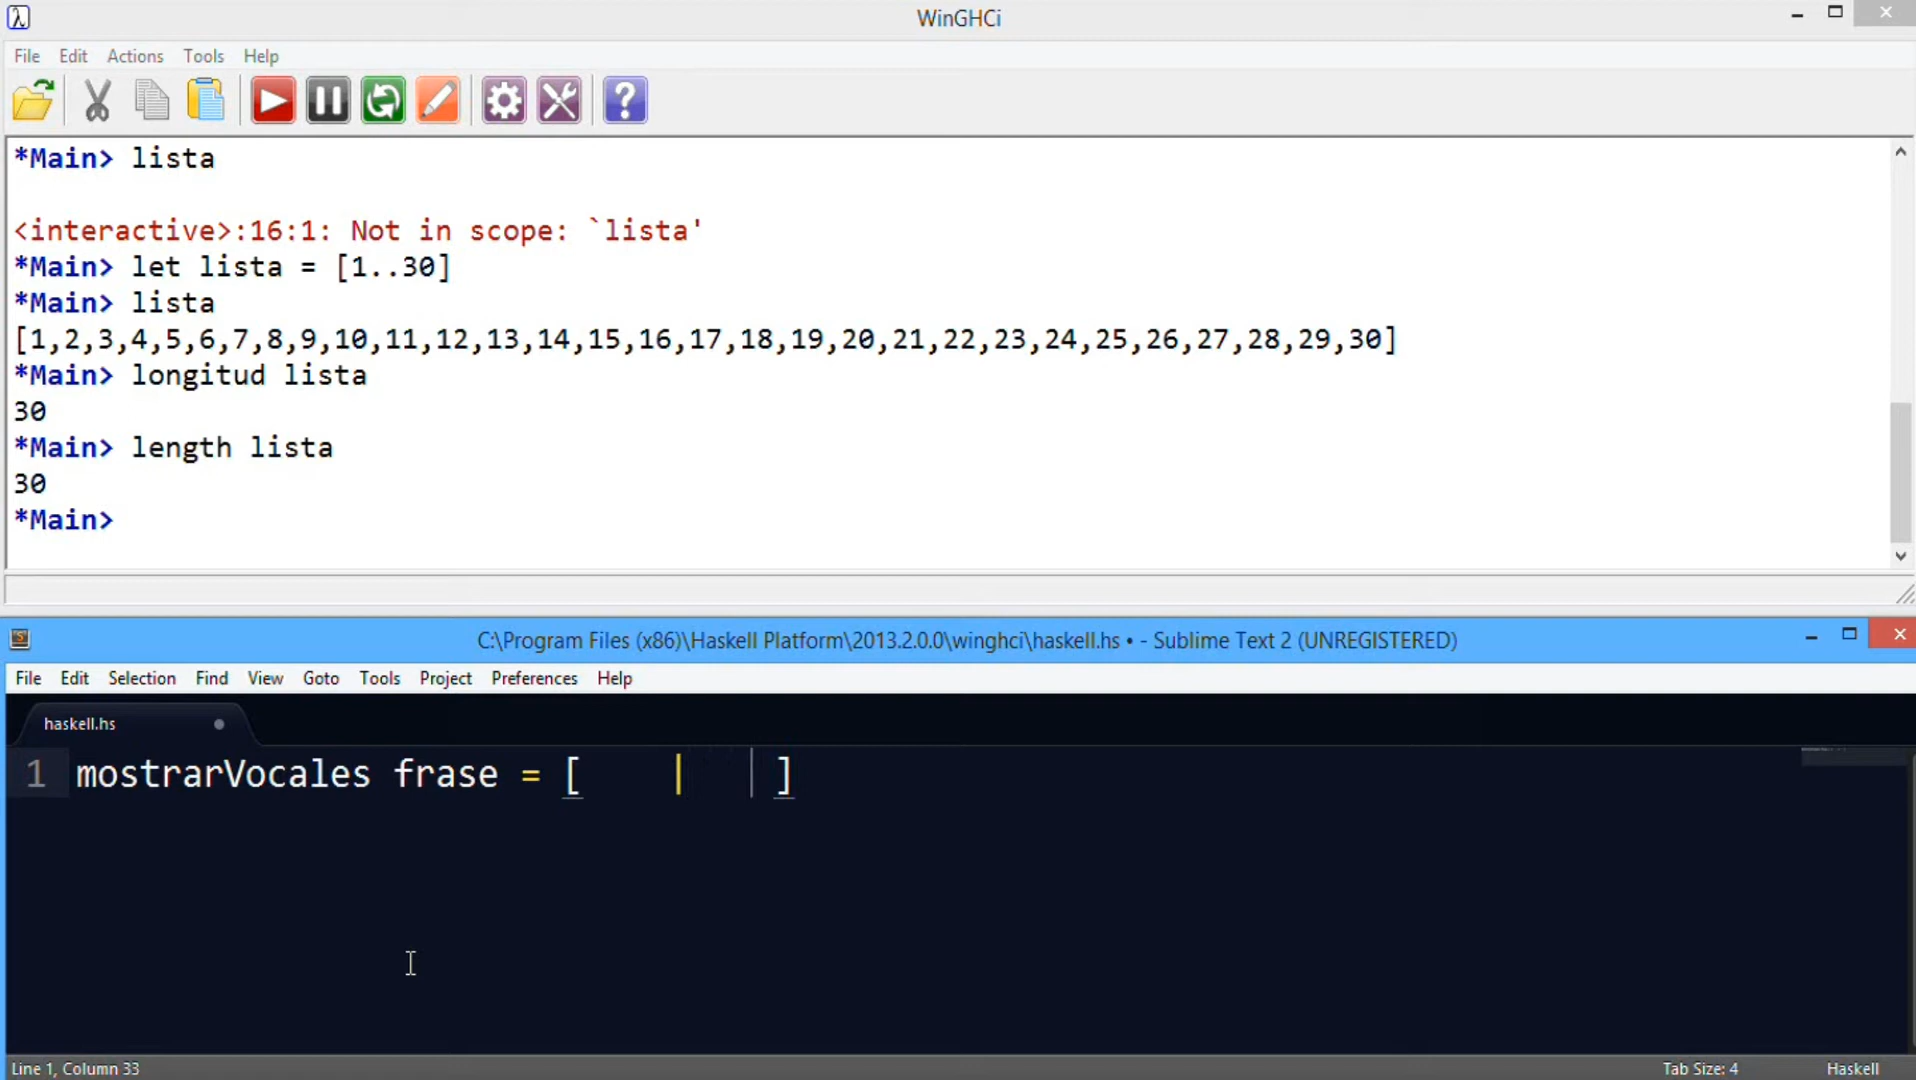 WinGHCi
File Edit Actions Tools Help
*Main> lista
<interactive>:16:1: Not in scope: `lista'
*Main> let lista = [1..30]
*Main> lista
[1,2,3,4,5,6,7,8,9,10,11,12,13,14,15,16,17,18,19,20,21,22,23,24,25,26,27,28,29,30]
*Main> longitud lista
30
*Main> length lista
30
*Main>
C:\Program Files (x86)\Haskell Platform\2013.2.0.0\winghci\haskell.hs • - Sublime Text 2 (UNREGISTERED)
File Edit Selection Find View Goto Tools Project Preferences Help
haskell.hs
1 mostrarVocales frase = [    |    ]
Line 1, Column 33 Tab Size: 4 Haskell